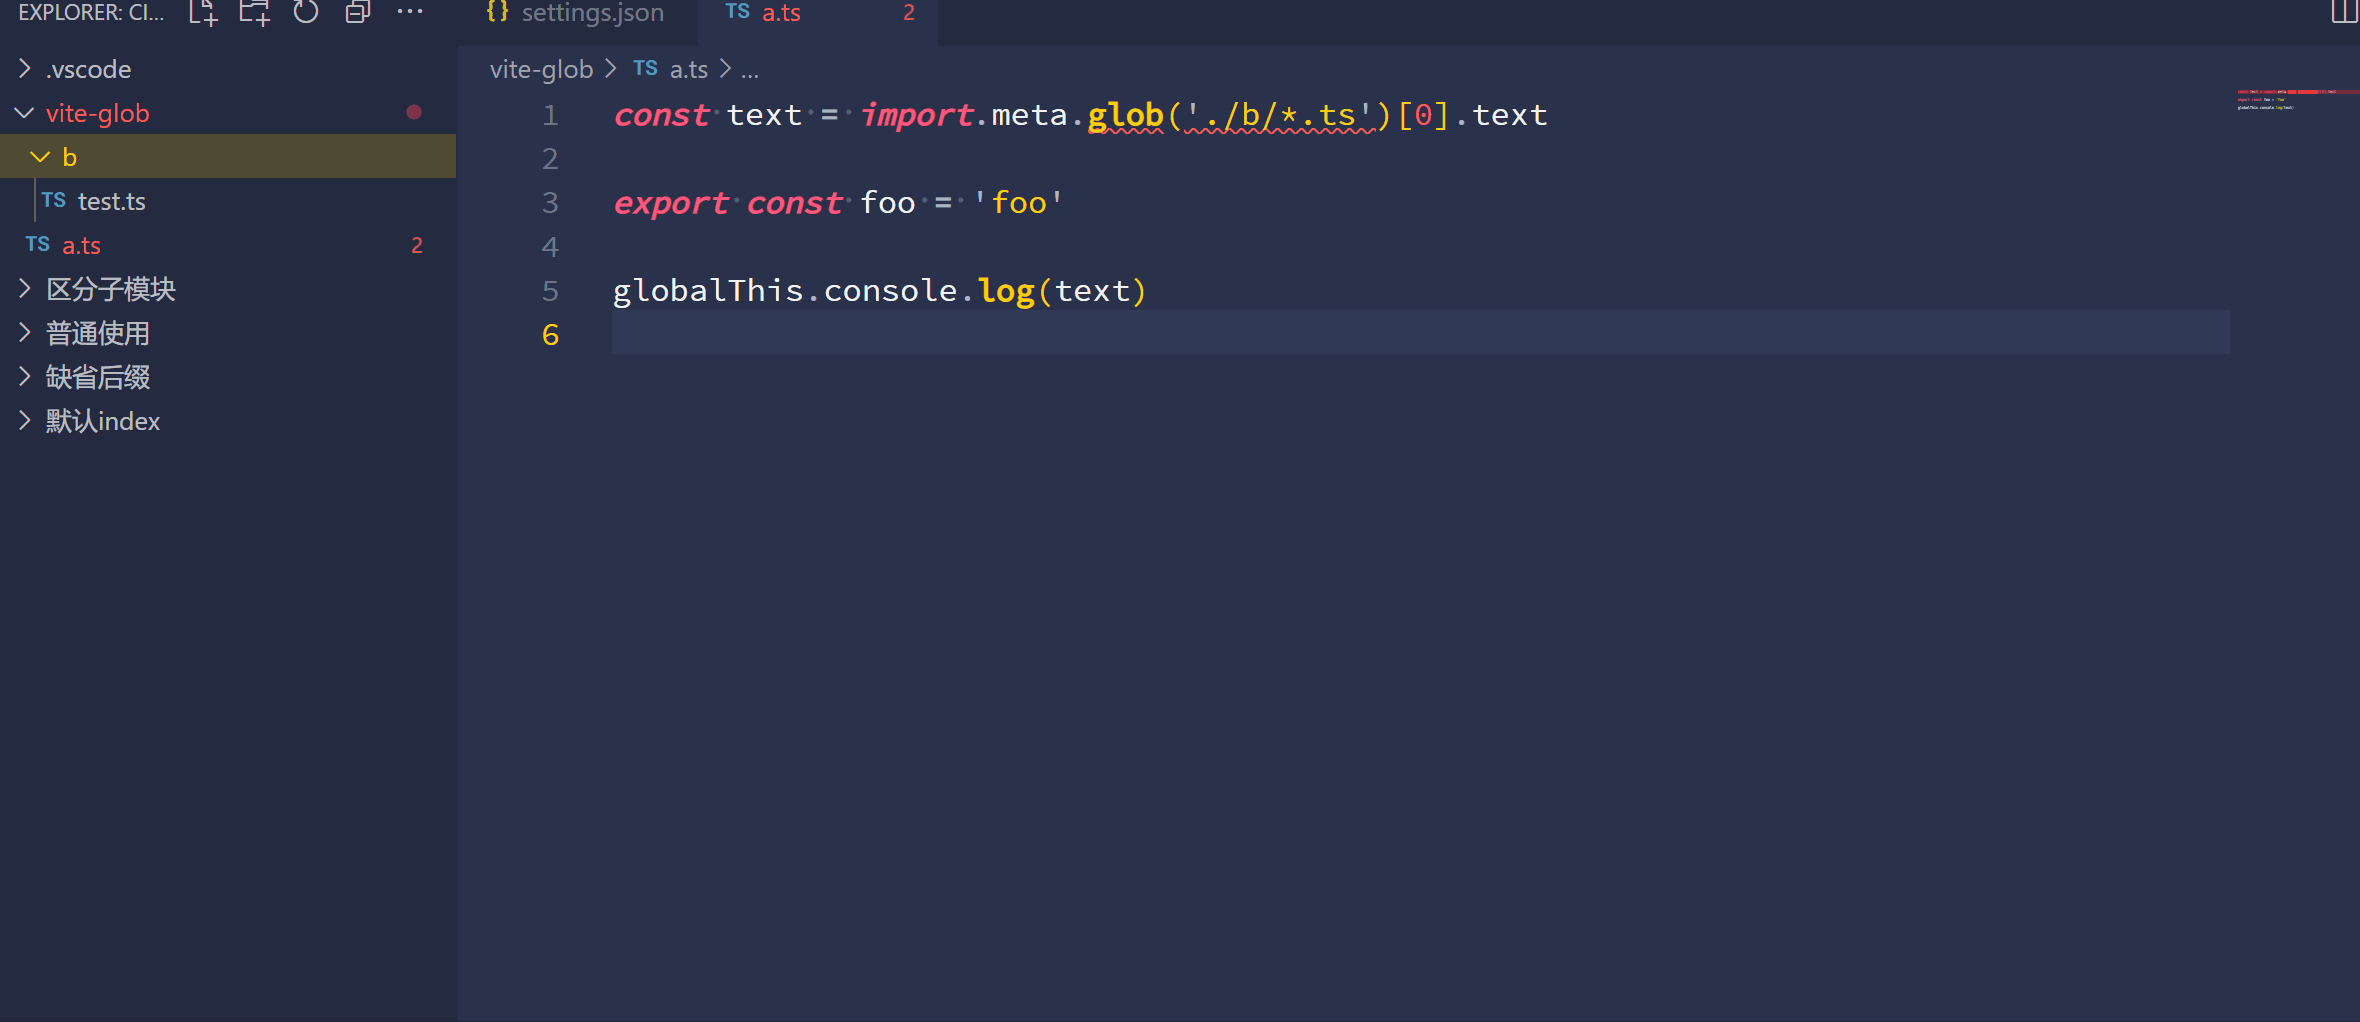 EXPLORER: CI...
.vscode
vite-glob
b
TS test.ts
TS a.ts 2
区分子模块
普通使用
缺省后缀
默认index
{} settings.json
TS a.ts 2
vite-glob > TS a.ts > ...
1 const text = import.meta.glob('./b/*.ts')[0].text
2
3 export const foo = 'foo'
4
5 globalThis.console.log(text)
6